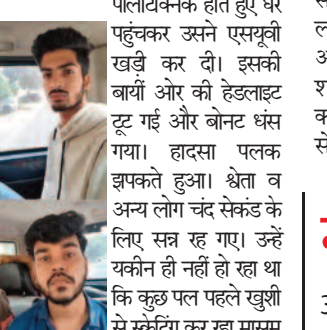 पालीटेक्निक होते हुए घर
पहुंचकर उसने एसयूवी
खड़ी कर दी। इसकी
बायीं ओर की हेडलाइट
टूट गई और बोनट धंस
गया। हादसा पलक
झपकते हुआ। श्वेता व
अन्य लोग चंद सेकंड के
लिए सन्न रह गए। उन्हें
यकीन ही नहीं हो रहा था
कि कुछ पल पहले खुशी
से स्केटिंग कर रहा मासूम